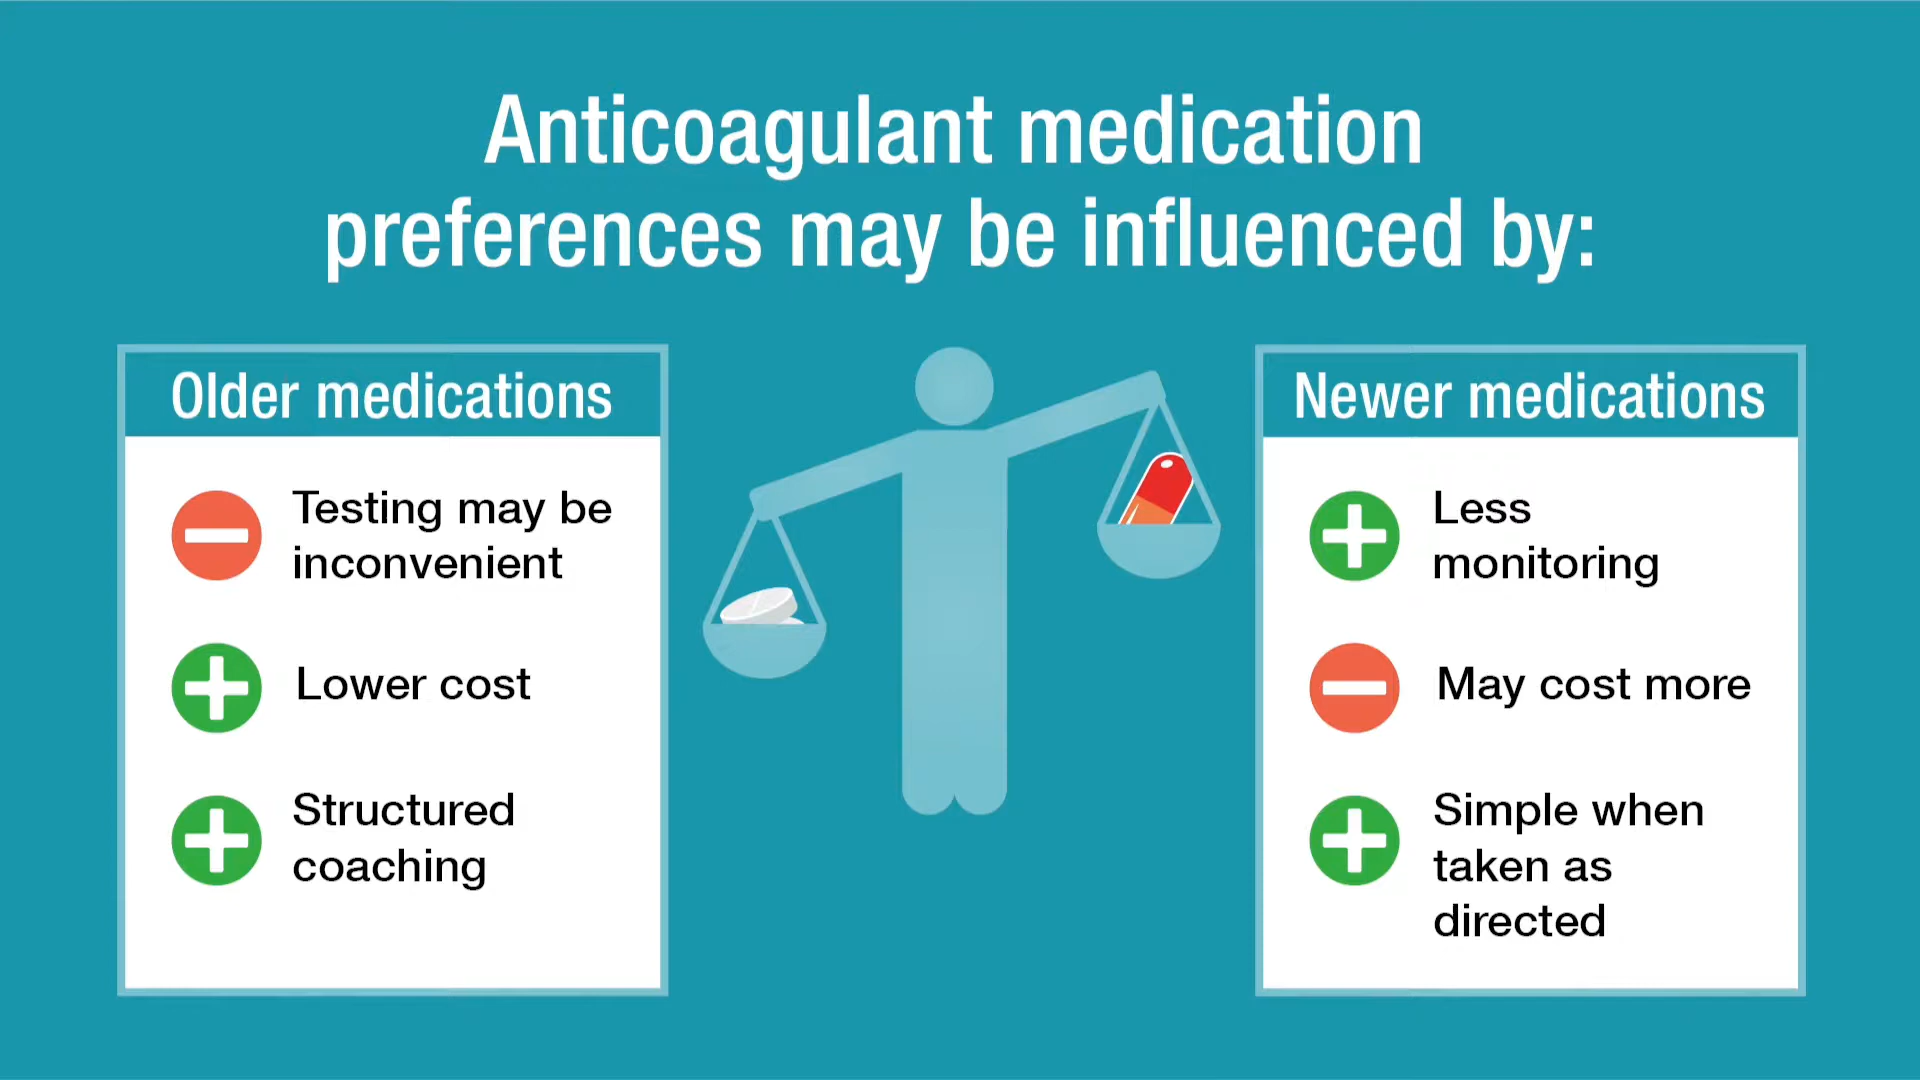 Anticoagulant medication
preferences may be influenced by:
Older medications
Testing may be
inconvenient
Lower cost
Structured
coaching
Newer medications
Less
monitoring
May cost more
Simple when
taken as
directed